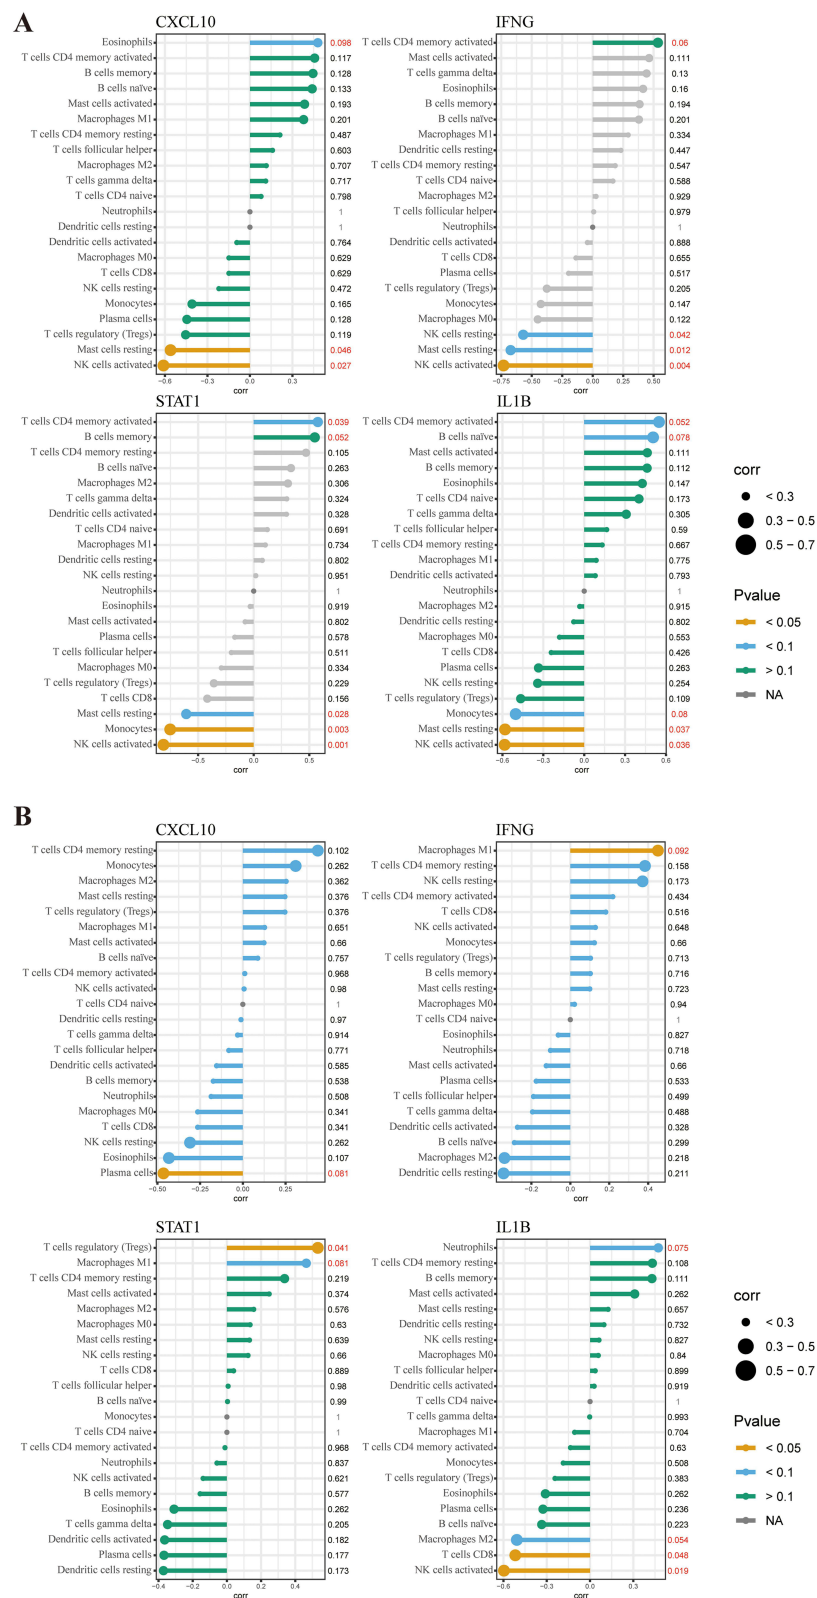 A
CXCL10
Eosinophils 0.098
T cells CD4 memory activated 0.117
B cells memory 0.128
B cells naïve 0.133
Mast cells activated 0.193
Macrophages M1 0.201
T cells CD4 memory resting 0.487
T cells follicular helper 0.603
Macrophages M2 0.707
T cells gamma delta 0.717
T cells CD4 naive 0.798
Neutrophils 1
Dendritic cells resting 1
Dendritic cells activated 0.764
Macrophages M0 0.629
T cells CD8 0.629
NK cells resting 0.472
Monocytes 0.165
Plasma cells 0.128
T cells regulatory (Tregs) 0.119
Mast cells resting 0.046
NK cells activated 0.027
−0.6 −0.3 0.0 0.3
corr
IFNG
T cells CD4 memory activated 0.06
Mast cells activated 0.111
T cells gamma delta 0.13
Eosinophils 0.16
B cells memory 0.194
B cells naïve 0.201
Macrophages M1 0.334
Dendritic cells resting 0.447
T cells CD4 memory resting 0.547
T cells CD4 naive 0.588
Macrophages M2 0.929
T cells follicular helper 0.979
Neutrophils 1
Dendritic cells activated 0.888
T cells CD8 0.655
Plasma cells 0.517
T cells regulatory (Tregs) 0.205
Monocytes 0.147
Macrophages M0 0.122
NK cells resting 0.042
Mast cells resting 0.012
NK cells activated 0.004
−0.75 −0.50 −0.25 0.00 0.25 0.50
corr
STAT1
T cells CD4 memory activated 0.039
B cells memory 0.052
T cells CD4 memory resting 0.105
B cells naïve 0.263
Macrophages M2 0.306
T cells gamma delta 0.324
Dendritic cells activated 0.328
T cells CD4 naive 0.691
Macrophages M1 0.734
Dendritic cells resting 0.802
NK cells resting 0.951
Neutrophils 1
Eosinophils 0.919
Mast cells activated 0.802
Plasma cells 0.578
T cells follicular helper 0.511
Macrophages M0 0.334
T cells regulatory (Tregs) 0.229
T cells CD8 0.156
Mast cells resting 0.028
Monocytes 0.003
NK cells activated 0.001
−0.5 0.0 0.5
corr
IL1B
T cells CD4 memory activated 0.052
B cells naïve 0.078
Mast cells activated 0.111
B cells memory 0.112
Eosinophils 0.147
T cells CD4 naive 0.173
T cells gamma delta 0.305
T cells follicular helper 0.59
T cells CD4 memory resting 0.667
Macrophages M1 0.775
Dendritic cells activated 0.793
Neutrophils 1
Macrophages M2 0.915
Dendritic cells resting 0.802
Macrophages M0 0.553
T cells CD8 0.426
Plasma cells 0.263
NK cells resting 0.254
T cells regulatory (Tregs) 0.109
Monocytes 0.08
Mast cells resting 0.037
NK cells activated 0.036
−0.6 −0.3 0.0 0.3 0.6
corr
corr
< 0.3
0.3 − 0.5
0.5 − 0.7
Pvalue
< 0.05
< 0.1
> 0.1
NA
B
CXCL10
T cells CD4 memory resting 0.102
Monocytes 0.262
Macrophages M2 0.362
Mast cells resting 0.376
T cells regulatory (Tregs) 0.376
Macrophages M1 0.651
Mast cells activated 0.66
B cells naïve 0.757
T cells CD4 memory activated 0.968
NK cells activated 0.98
T cells CD4 naive 1
Dendritic cells resting 0.97
T cells gamma delta 0.914
T cells follicular helper 0.771
Dendritic cells activated 0.585
B cells memory 0.538
Neutrophils 0.508
Macrophages M0 0.341
T cells CD8 0.341
NK cells resting 0.262
Eosinophils 0.107
Plasma cells 0.081
−0.50 −0.25 0.00 0.25
corr
IFNG
Macrophages M1 0.092
T cells CD4 memory resting 0.158
NK cells resting 0.173
T cells CD4 memory activated 0.434
T cells CD8 0.516
NK cells activated 0.648
Monocytes 0.66
T cells regulatory (Tregs) 0.713
B cells memory 0.716
Mast cells resting 0.723
Macrophages M0 0.94
T cells CD4 naive 1
Eosinophils 0.827
Neutrophils 0.718
Mast cells activated 0.66
Plasma cells 0.533
T cells follicular helper 0.499
T cells gamma delta 0.488
Dendritic cells activated 0.328
B cells naïve 0.299
Macrophages M2 0.218
Dendritic cells resting 0.211
−0.2 0.0 0.2 0.4
corr
STAT1
T cells regulatory (Tregs) 0.041
Macrophages M1 0.081
T cells CD4 memory resting 0.219
Mast cells activated 0.374
Macrophages M2 0.576
Macrophages M0 0.63
Mast cells resting 0.639
NK cells resting 0.66
T cells CD8 0.889
T cells follicular helper 0.98
B cells naïve 0.99
Monocytes 1
T cells CD4 naive 1
T cells CD4 memory activated 0.968
Neutrophils 0.837
NK cells activated 0.621
B cells memory 0.577
Eosinophils 0.262
T cells gamma delta 0.205
Dendritic cells activated 0.182
Plasma cells 0.177
Dendritic cells resting 0.173
−0.4 −0.2 0.0 0.2 0.4
corr
IL1B
Neutrophils 0.075
T cells CD4 memory resting 0.108
B cells memory 0.111
Mast cells activated 0.262
Mast cells resting 0.657
Dendritic cells resting 0.732
NK cells resting 0.827
Macrophages M0 0.84
T cells follicular helper 0.899
Dendritic cells activated 0.919
T cells CD4 naive 1
T cells gamma delta 0.993
Macrophages M1 0.704
T cells CD4 memory activated 0.63
Monocytes 0.508
T cells regulatory (Tregs) 0.383
Eosinophils 0.262
Plasma cells 0.236
B cells naïve 0.223
Macrophages M2 0.054
T cells CD8 0.048
NK cells activated 0.019
−0.6 −0.3 0.0 0.3
corr
corr
< 0.3
0.3 − 0.5
0.5 − 0.7
Pvalue
< 0.05
< 0.1
> 0.1
NA